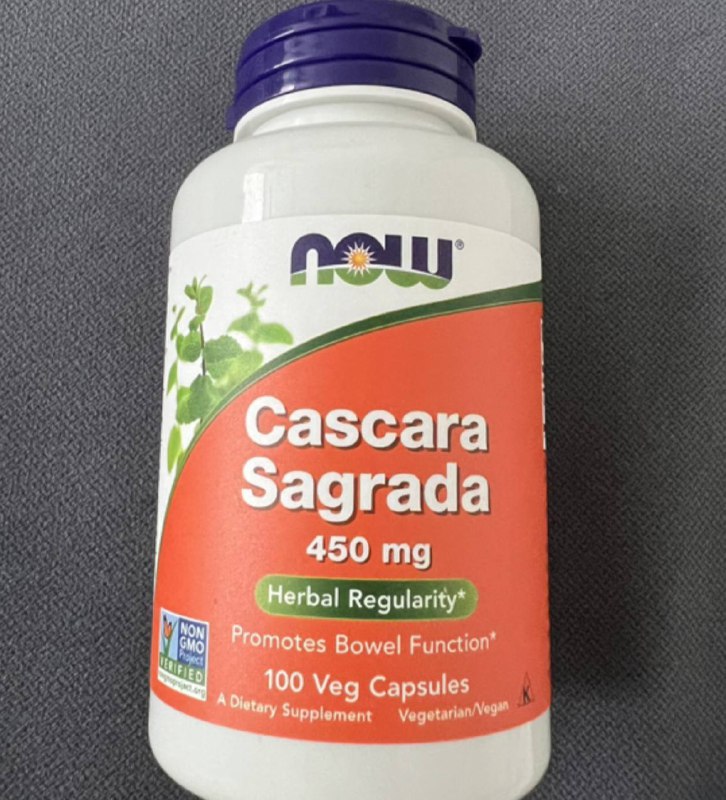 NOW®
Cascara
Sagrada
450 mg
Herbal Regularity*
Promotes Bowel Function*
100 Veg Capsules
A Dietary Supplement Vegetarian/Vegan
K
NON
GMO
Project
VERIFIED